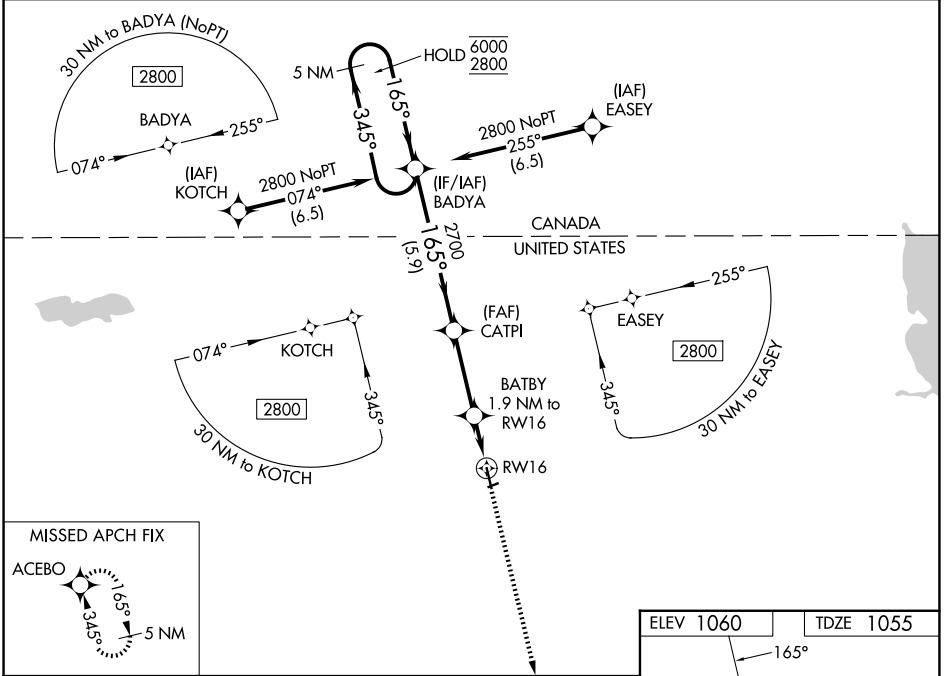 30 NM to BADYA (NoPT)
2800
BADYA
074°
255°
5 NM
HOLD 6000
2800
345°
165°
(IAF)
EASEY
2800 NoPT
255°
(6.5)
(IAF)
KOTCH
2800 NoPT
074°
(6.5)
(IF/IAF)
BADYA
CANADA
UNITED STATES
2700
165°
(5.9)
(FAF)
CATPI
074°
KOTCH
345°
2800
30 NM to KOTCH
255°
EASEY
345°
2800
30 NM to EASEY
BATBY
1.9 NM to
RW16
RW16
MISSED APCH FIX
ACEBO
165°
345°
5 NM
ELEV 1060
TDZE 1055
165°